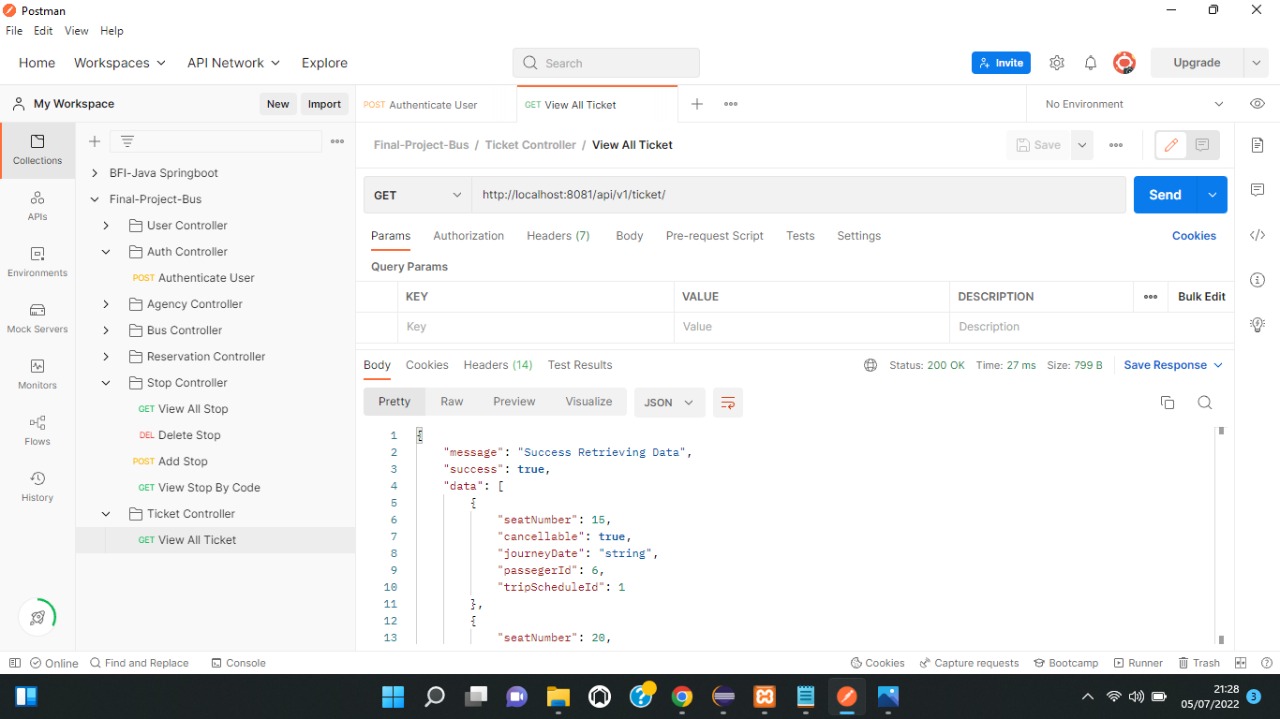 Postman
File Edit View Help
Home Workspaces API Network Explore Search Invite Upgrade
My Workspace New Import POST Authenticate User GET View All Ticket No Environment
Collections
APIs
Environments
Mock Servers
Monitors
Flows
History
BFI-Java Springboot
Final-Project-Bus
User Controller
Auth Controller
POST Authenticate User
Agency Controller
Bus Controller
Reservation Controller
Stop Controller
GET View All Stop
DEL Delete Stop
POST Add Stop
GET View Stop By Code
Ticket Controller
GET View All Ticket
Final-Project-Bus / Ticket Controller / View All Ticket Save
GET http://localhost:8081/api/v1/ticket/ Send
Params Authorization Headers (7) Body Pre-request Script Tests Settings Cookies
Query Params
KEY VALUE DESCRIPTION Bulk Edit
Key Value Description
Body Cookies Headers (14) Test Results Status: 200 OK Time: 27 ms Size: 799 B Save Response
Pretty Raw Preview Visualize JSON
1 {
2 "message": "Success Retrieving Data",
3 "success": true,
4 "data": [
5 {
6 "seatNumber": 15,
7 "cancellable": true,
8 "journeyDate": "string",
9 "passegerId": 6,
10 "tripScheduleId": 1
11 },
12 {
13 "seatNumber": 20,
Online Find and Replace Console Cookies Capture requests Bootcamp Runner Trash
21:28
05/07/2022
3